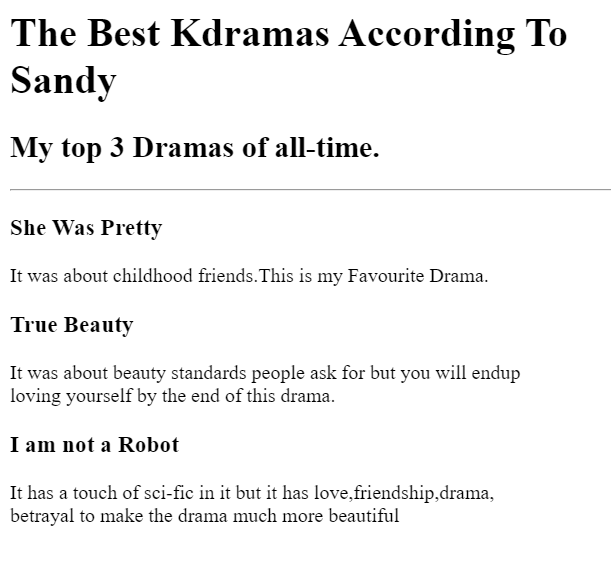 The Best Kdramas According To
Sandy
My top 3 Dramas of all-time.
She Was Pretty
It was about childhood friends.This is my Favourite Drama.
True Beauty
It was about beauty standards people ask for but you will endup
loving yourself by the end of this drama.
I am not a Robot
It has a touch of sci-fic in it but it has love,friendship,drama,
betrayal to make the drama much more beautiful